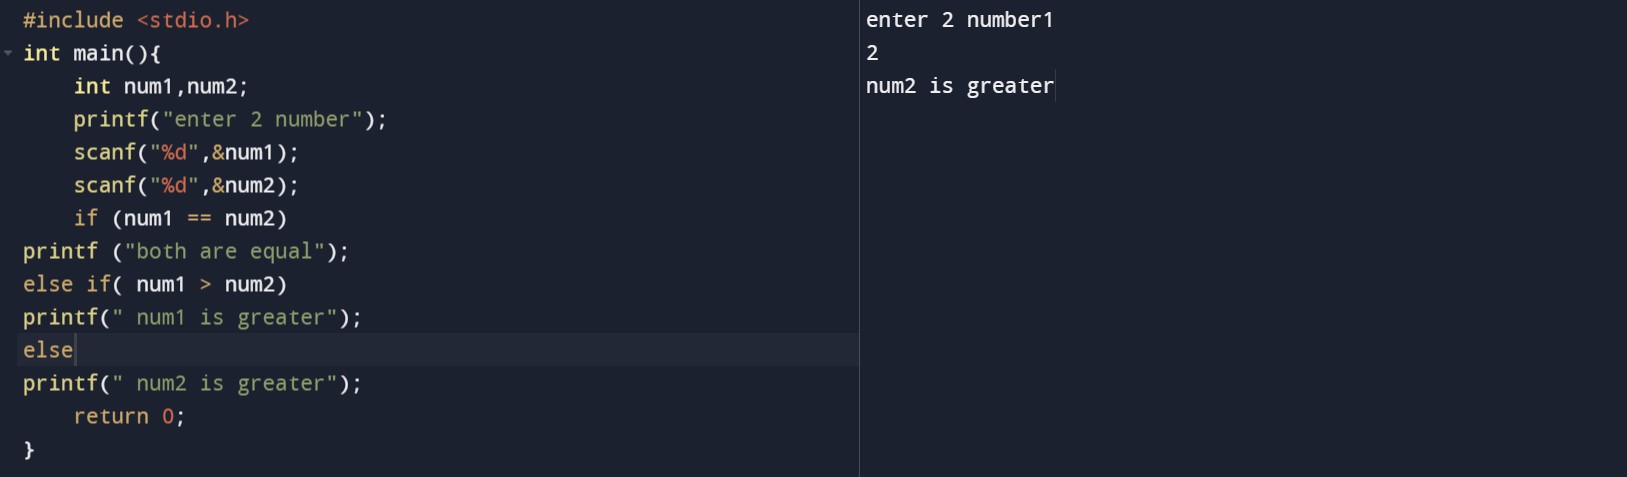 #include <stdio.h>
int main(){
    int num1,num2;
    printf("enter 2 number");
    scanf("%d",&num1);
    scanf("%d",&num2);
    if (num1 == num2)
printf ("both are equal");
else if( num1 > num2)
printf(" num1 is greater");
else
printf(" num2 is greater");
    return 0;
}
enter 2 number1
2
num2 is greater